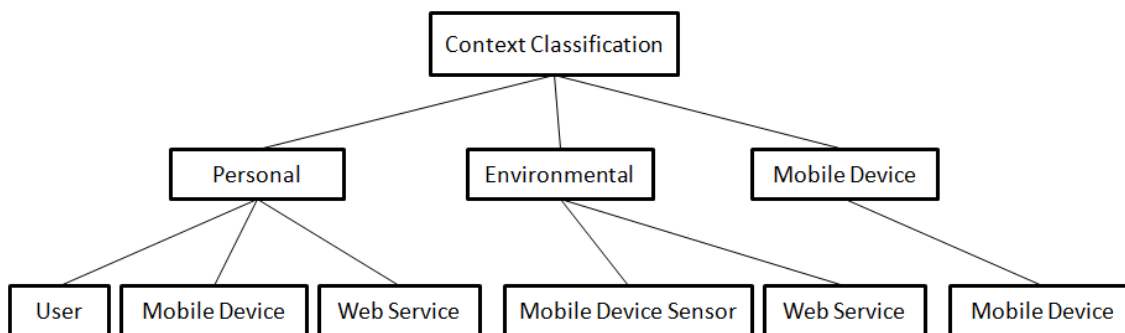 Context Classification
Personal
Environmental
Mobile Device
User
Mobile Device
Web Service
Mobile Device Sensor
Web Service
Mobile Device